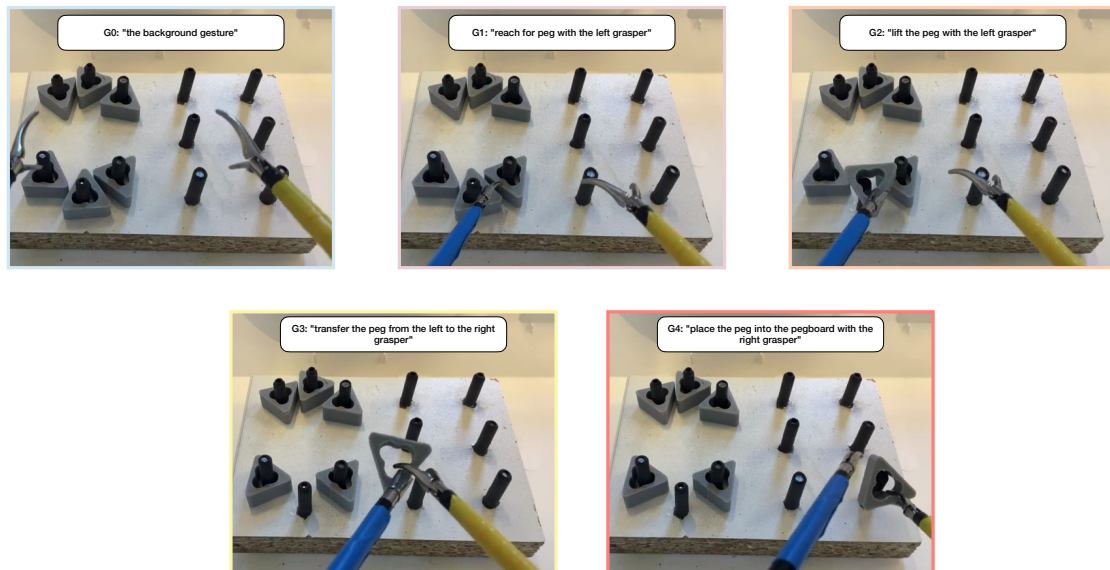 G0: "the background gesture"
G1: "reach for peg with the left grasper"
G2: "lift the peg with the left grasper"
G3: "transfer the peg from the left to the right
grasper"
G4: "place the peg into the pegboard with the
right grasper"